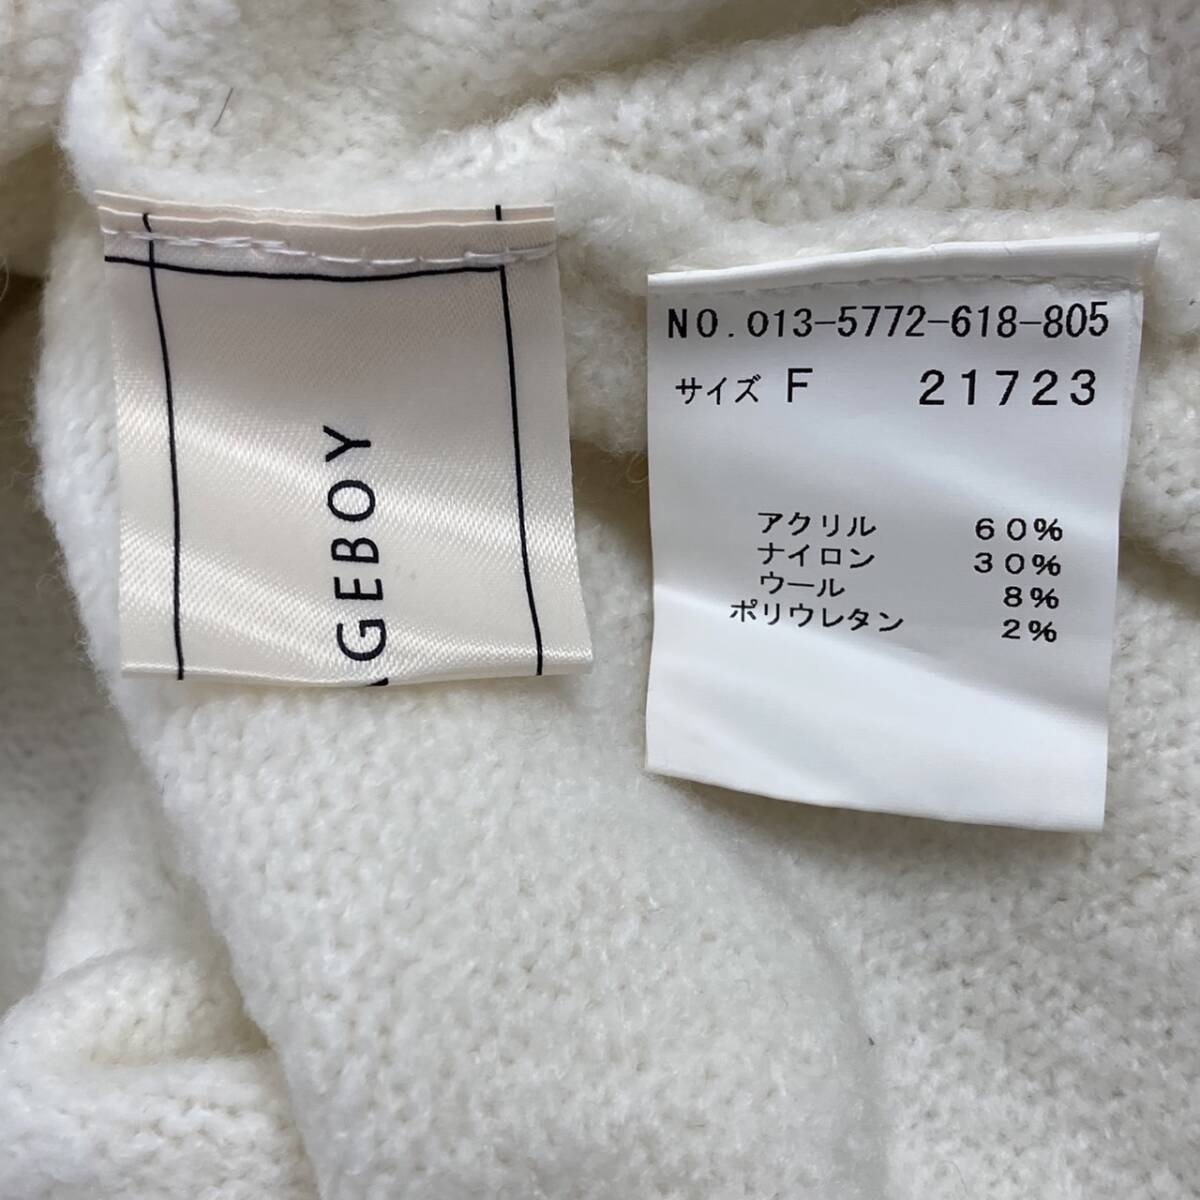 GEBOY
NO.013-5772-618-805
サイズ F 21723
アクリル 60%
ナイロン 30%
ウール 8%
ポリウレタン 2%